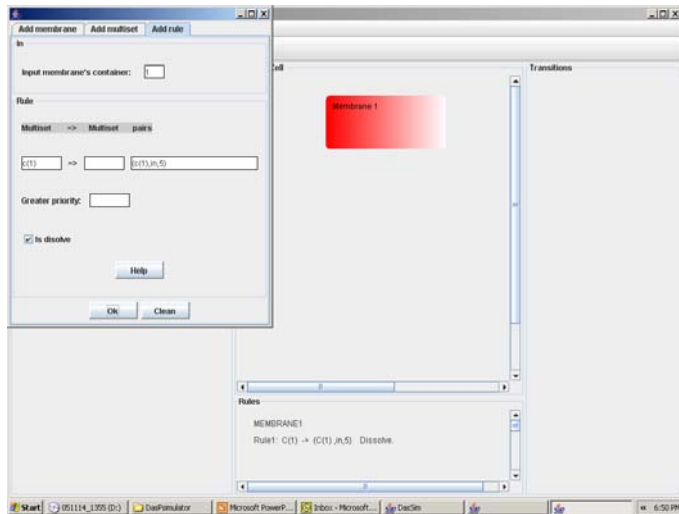 Add membrane Add multiset Add rule
In
Input membrane's container: 1
Rule
Multiset => Multiset pairs
c(1) => (c(1),in,5)
Greater priority:
Is disolve
Help
Ok Clean
Cell
Membrane 1
Transitions
Rules
MEMBRANE1
Rule1: C(1) -> (C(1) ,in,5) Dissolve.
Start 051114_1355 (D:) DasPsmulator Microsoft PowerP... Inbox - Microsoft... DasSim « 6:50 PM